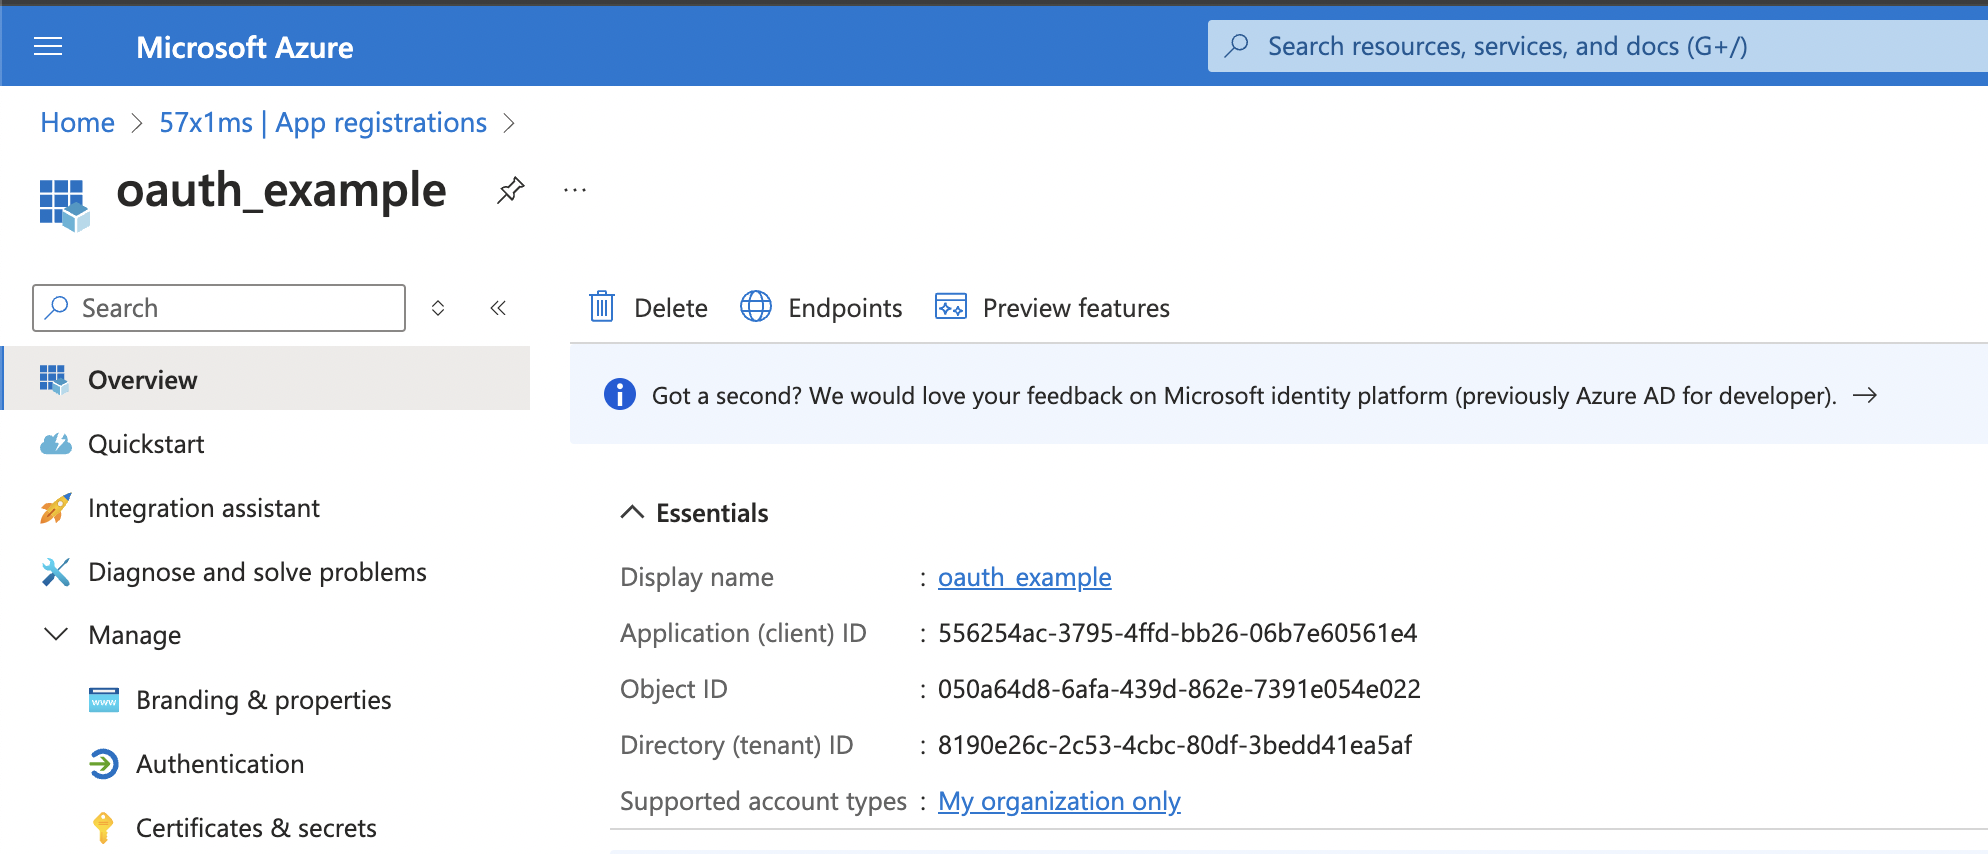 Microsoft Azure
Search resources, services, and docs (G+/)
Home > 57x1ms | App registrations >
oauth_example
...
Search
Delete Endpoints Preview features
Overview
Got a second? We would love your feedback on Microsoft identity platform (previously Azure AD for developer). →
Quickstart
Integration assistant
Diagnose and solve problems
Manage
www Branding & properties
Authentication
Certificates & secrets
Essentials
Display name : oauth_example
Application (client) ID : 556254ac-3795-4ffd-bb26-06b7e60561e4
Object ID : 050a64d8-6afa-439d-862e-7391e054e022
Directory (tenant) ID : 8190e26c-2c53-4cbc-80df-3bedd41ea5af
Supported account types : My organization only